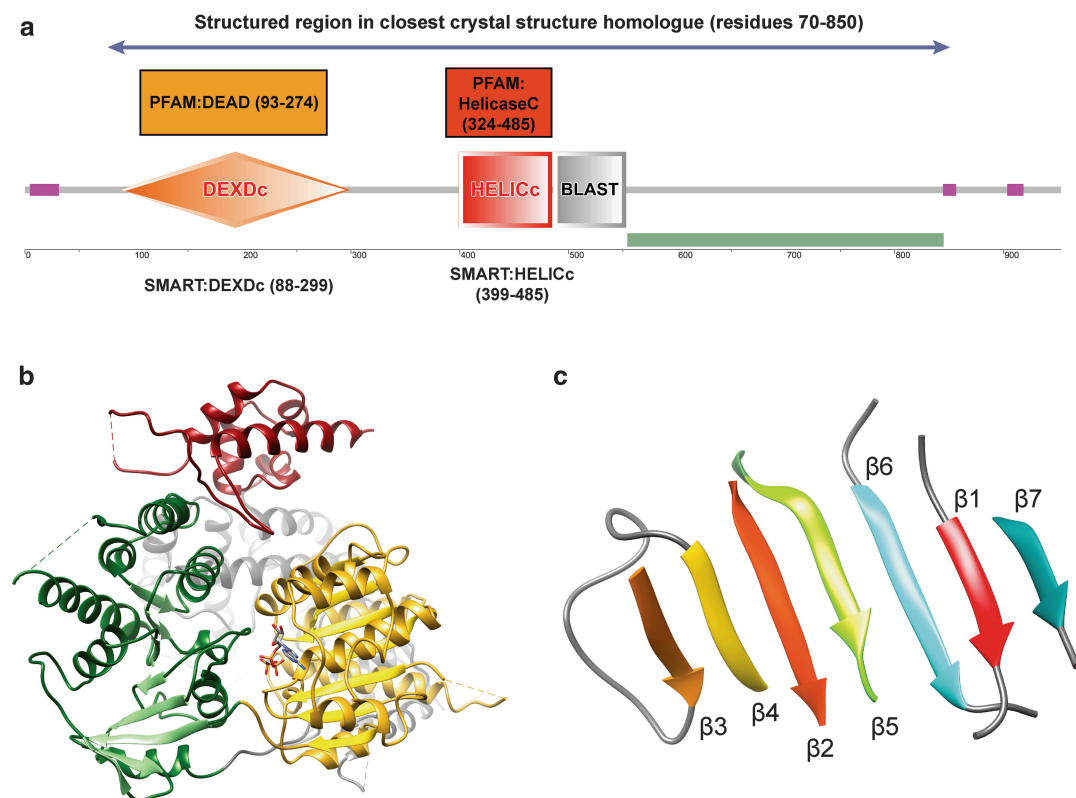 a
Structured region in closest crystal structure homologue (residues 70-850)
PFAM:DEAD (93-274)
PFAM:
HelicaseC
(324-485)
DEXDc
HELICc
BLAST
0 100 200 300 400 500 600 700 800 900
SMART:DEXDc (88-299)
SMART:HELICc
(399-485)
b
c
β6
β1
β7
β3
β4
β2
β5